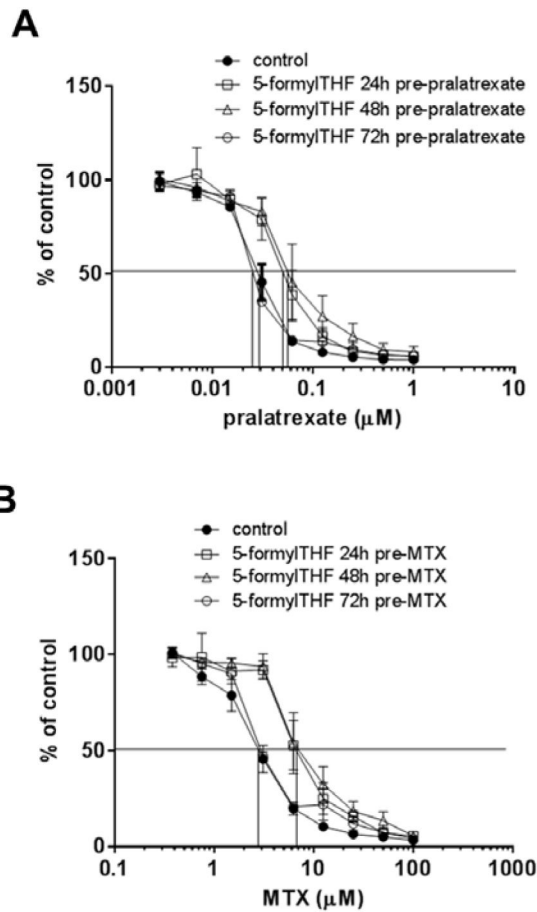 A
control
5-formylTHF 24h pre-pralatrexate
5-formylTHF 48h pre-pralatrexate
5-formylTHF 72h pre-pralatrexate
150
100
50
0
% of control
0.001 0.01 0.1 1 10
pralatrexate (μM)
B
control
5-formylTHF 24h pre-MTX
5-formylTHF 48h pre-MTX
5-formylTHF 72h pre-MTX
150
100
50
0
% of control
0.1 1 10 100 1000
MTX (μM)